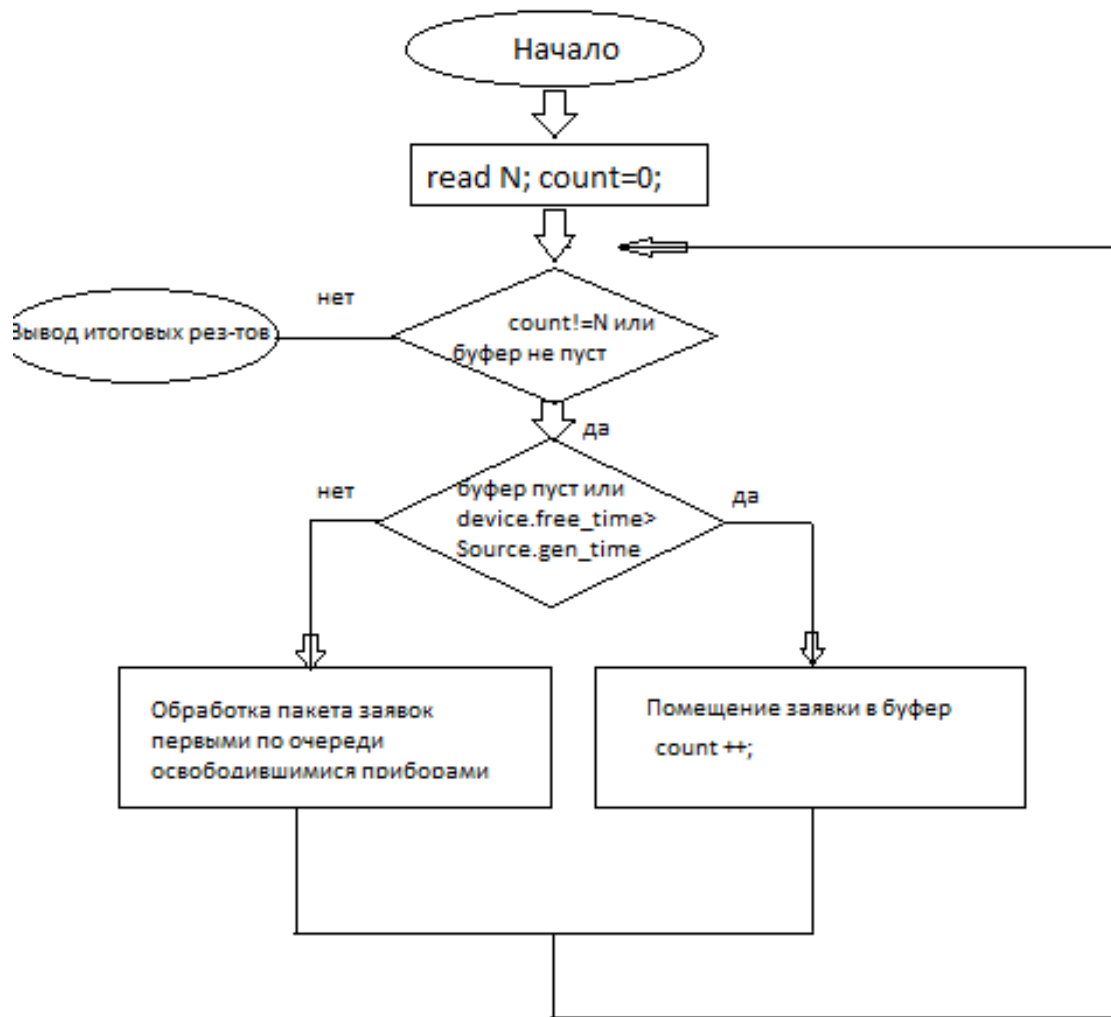 Начало
read N; count=0;
нет
Вывод итоговых рез-тов
count!=N или
буфер не пуст
да
нет
буфер пуст или
device.free_time>
Source.gen_time
да
Обработка пакета заявок
первыми по очереди
освободившимися приборами
Помещение заявки в буфер
count ++;